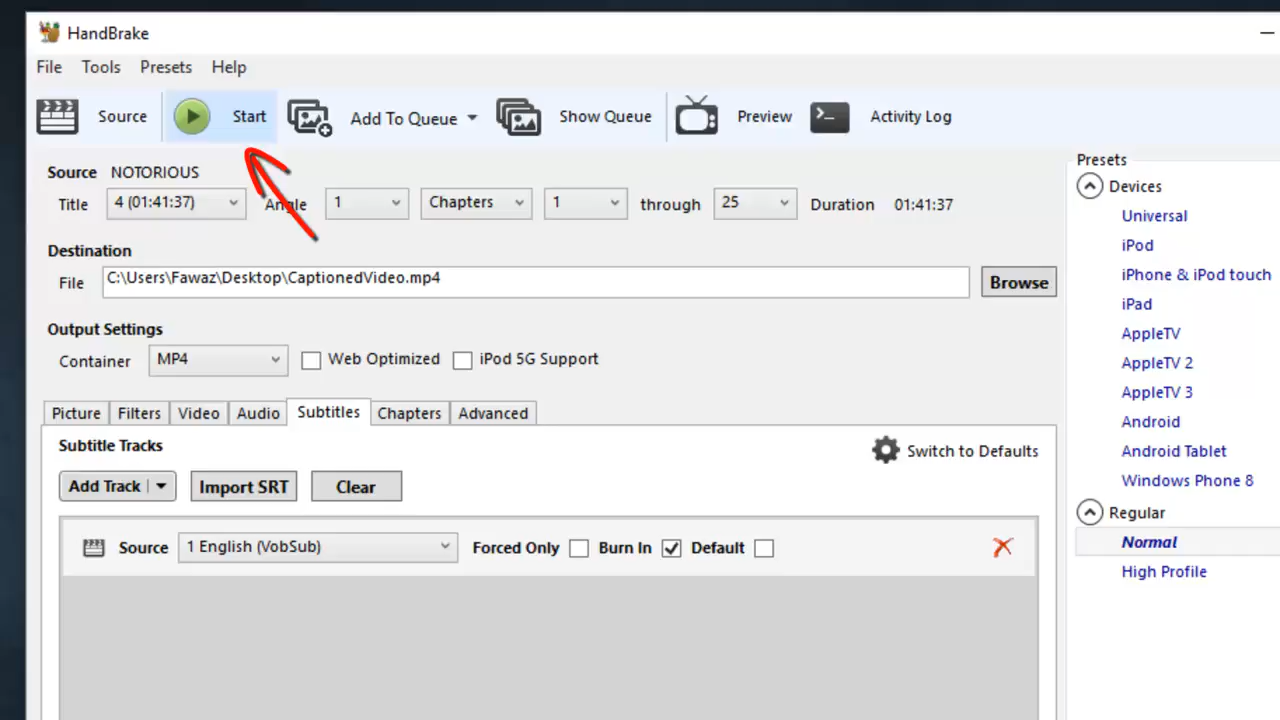 HandBrake
File Tools Presets Help
Source Start Add To Queue Show Queue Preview Activity Log
Source NOTORIOUS
Title 4 (01:41:37) Angle 1 Chapters 1 through 25 Duration 01:41:37
Destination
File C:\Users\Fawaz\Desktop\CaptionedVideo.mp4 Browse
Output Settings
Container MP4 Web Optimized iPod 5G Support
Picture Filters Video Audio Subtitles Chapters Advanced
Subtitle Tracks
Switch to Defaults
Add Track Import SRT Clear
Source 1 English (VobSub) Forced Only Burn In Default
Presets
Devices
Universal
iPod
iPhone & iPod touch
iPad
AppleTV
AppleTV 2
AppleTV 3
Android
Android Tablet
Windows Phone 8
Regular
Normal
High Profile